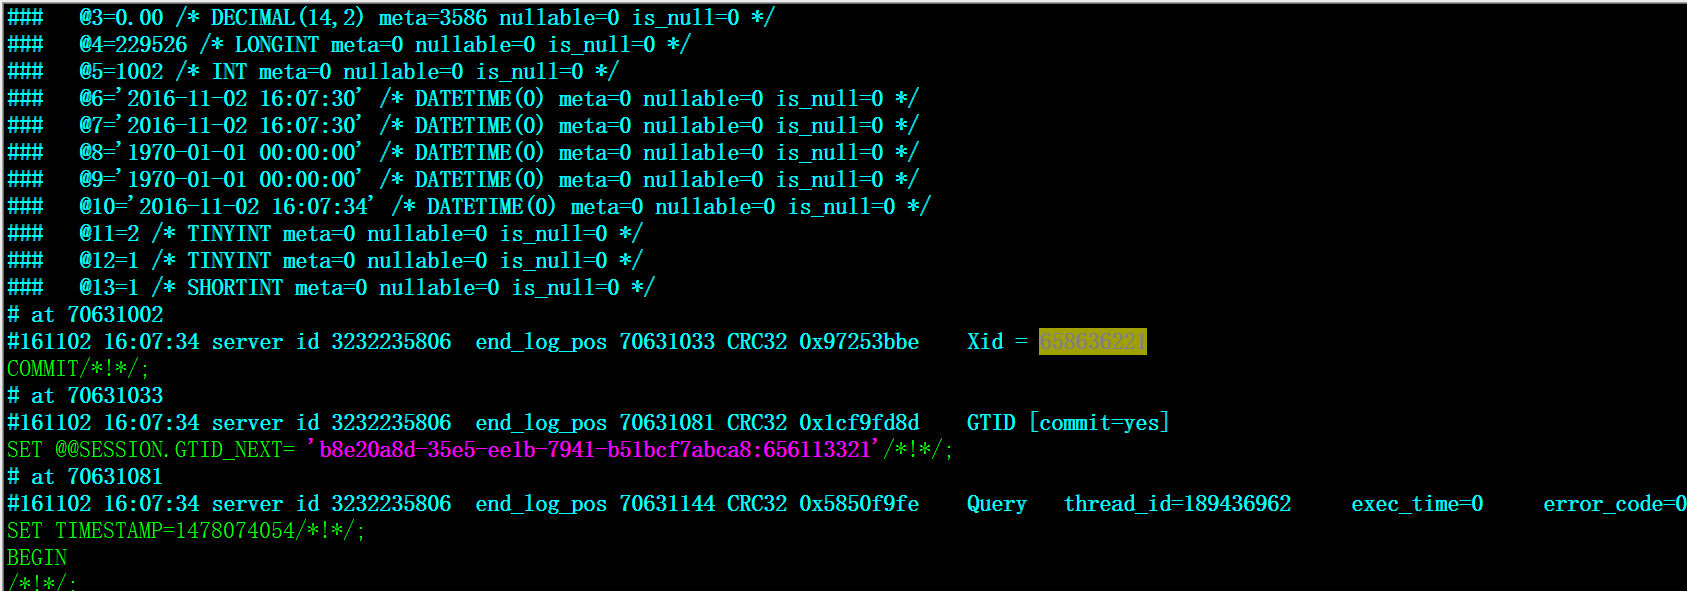 ###   @3=0.00 /* DECIMAL(14,2) meta=3586 nullable=0 is_null=0 */
###   @4=229526 /* LONGINT meta=0 nullable=0 is_null=0 */
###   @5=1002 /* INT meta=0 nullable=0 is_null=0 */
###   @6='2016-11-02 16:07:30' /* DATETIME(0) meta=0 nullable=0 is_null=0 */
###   @7='2016-11-02 16:07:30' /* DATETIME(0) meta=0 nullable=0 is_null=0 */
###   @8='1970-01-01 00:00:00' /* DATETIME(0) meta=0 nullable=0 is_null=0 */
###   @9='1970-01-01 00:00:00' /* DATETIME(0) meta=0 nullable=0 is_null=0 */
###   @10='2016-11-02 16:07:34' /* DATETIME(0) meta=0 nullable=0 is_null=0 */
###   @11=2 /* TINYINT meta=0 nullable=0 is_null=0 */
###   @12=1 /* TINYINT meta=0 nullable=0 is_null=0 */
###   @13=1 /* SHORTINT meta=0 nullable=0 is_null=0 */
# at 70631002
#161102 16:07:34 server id 3232235806  end_log_pos 70631033 CRC32 0x97253bbe    Xid = 658636221
COMMIT/*!*/;
# at 70631033
#161102 16:07:34 server id 3232235806  end_log_pos 70631081 CRC32 0x1cf9fd8d    GTID [commit=yes]
SET @@SESSION.GTID_NEXT= 'b8e20a8d-35e5-ee1b-7941-b51bcf7abca8:656113321'/*!*/;
# at 70631081
#161102 16:07:34 server id 3232235806  end_log_pos 70631144 CRC32 0x5850f9fe    Query   thread_id=189436962     exec_time=0     error_code=0
SET TIMESTAMP=1478074054/*!*/;
BEGIN
/*!*/;